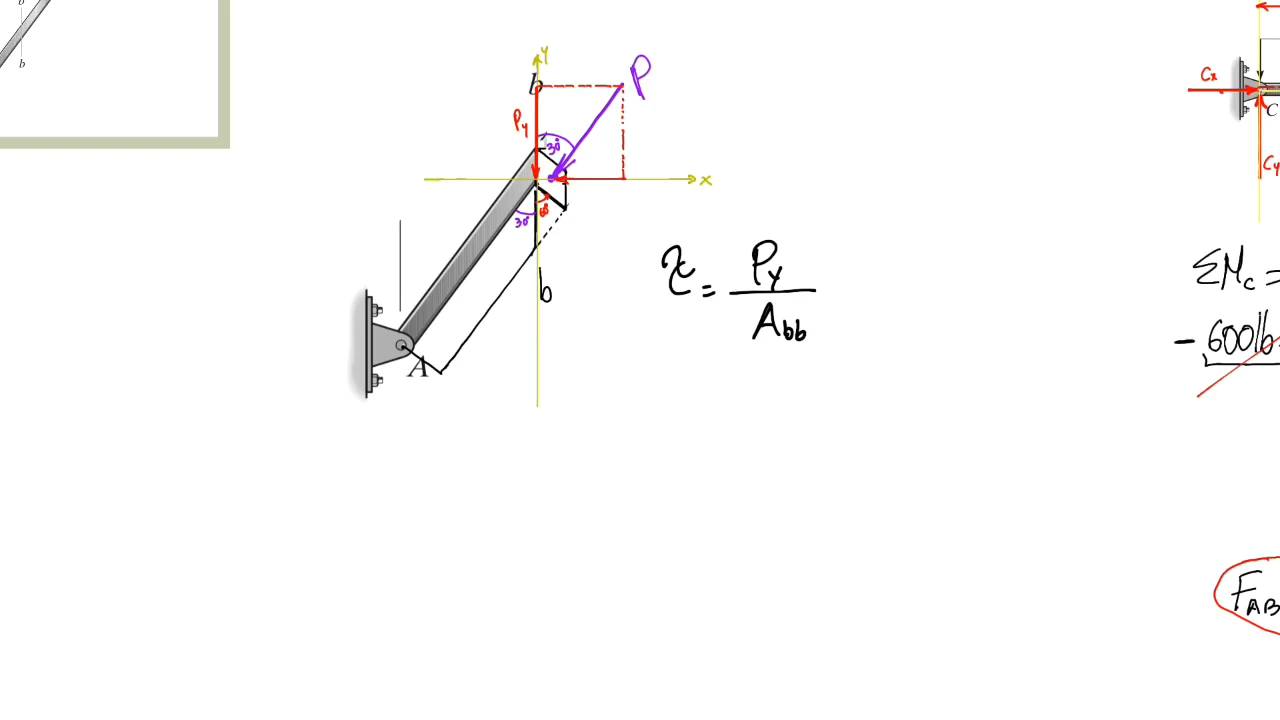 b
b
y
P
b
Py
30°
x
30°
60
b
A
τ = Py / Abb
Cx
C
Cy
ΣMc =
- 600lb
FAB